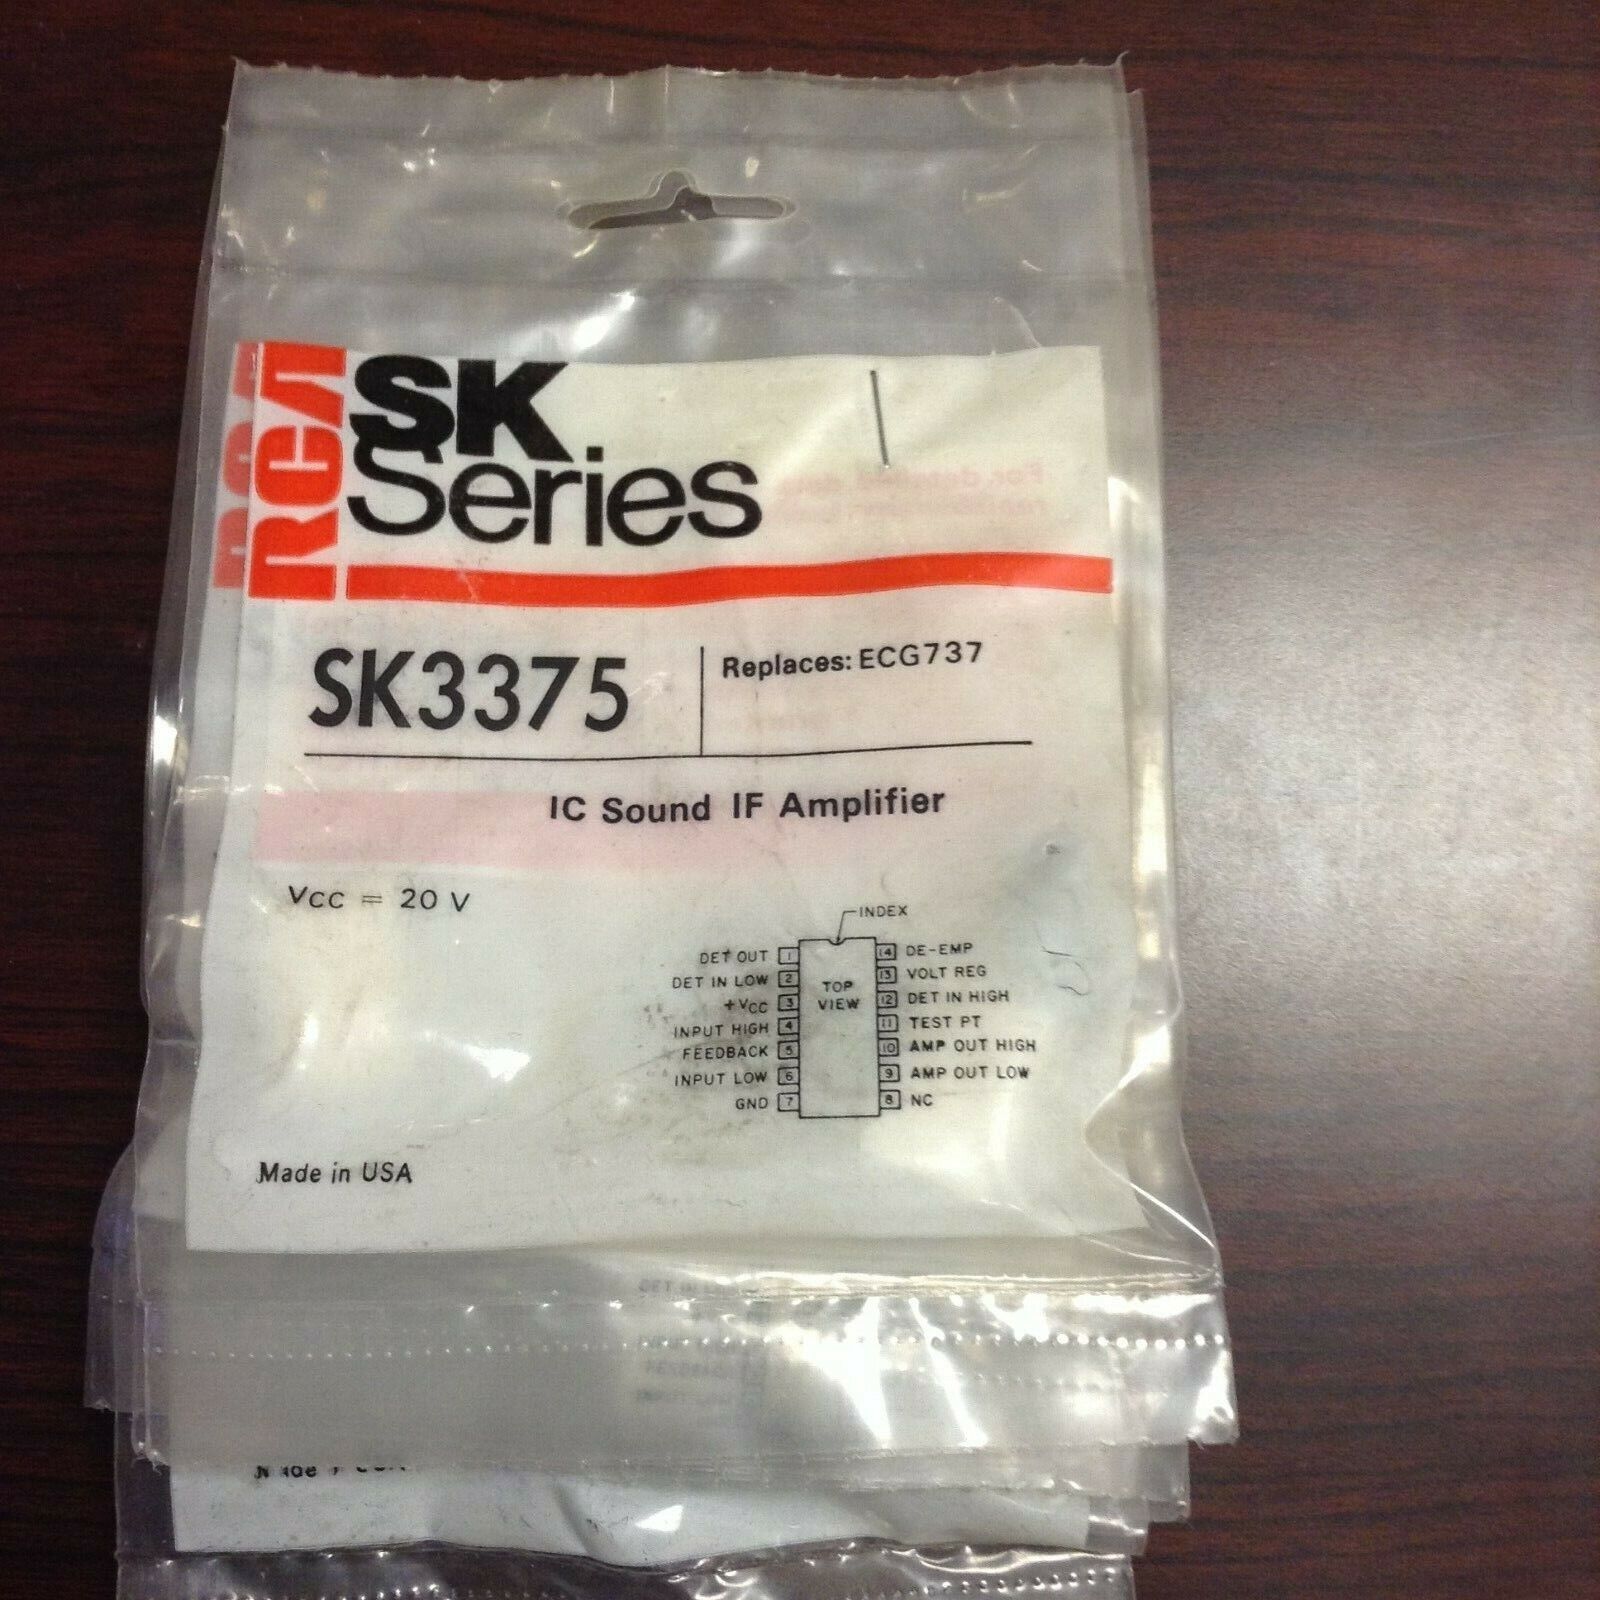 RCA
SK
Series
SK3375
Replaces: ECG737
IC Sound IF Amplifier
VCC = 20 V
INDEX
TOP
VIEW
DET OUT 1
DET IN LOW 2
+VCC 3
INPUT HIGH 4
FEEDBACK 5
INPUT LOW 6
GND 7
14 DE-EMP
13 VOLT REG
12 DET IN HIGH
11 TEST PT
10 AMP OUT HIGH
9 AMP OUT LOW
8 NC
Made in USA